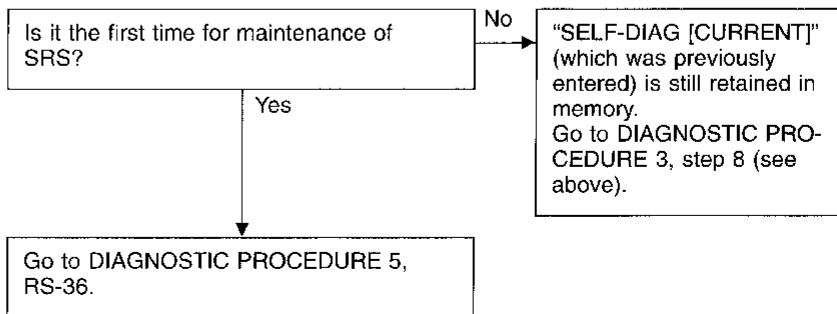 Is it the first time for maintenance of
SRS?
No
"SELF-DIAG [CURRENT]"
(which was previously
entered) is still retained in
memory.
Go to DIAGNOSTIC PRO-
CEDURE 3, step 8 (see
above).
Yes
Go to DIAGNOSTIC PROCEDURE 5,
RS-36.